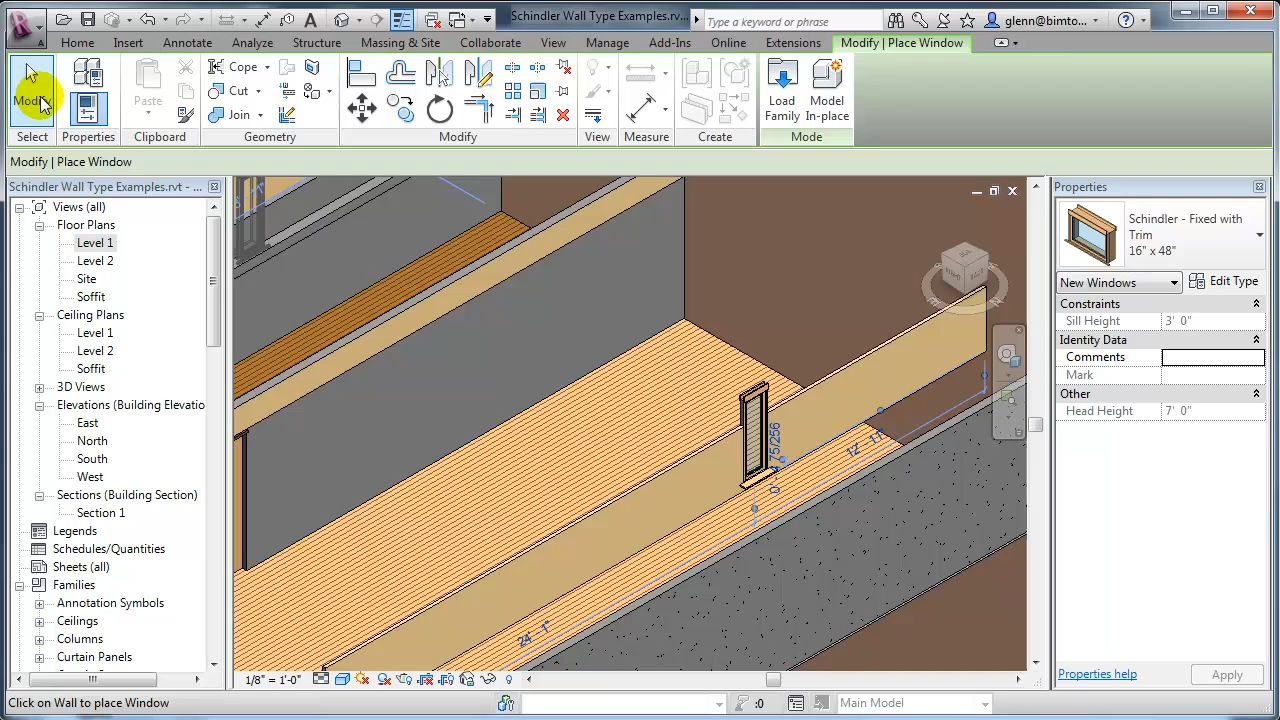 Schindler Wall Type Examples.rvt...
Type a keyword or phrase
glenn@bimto...
Home
Insert
Annotate
Analyze
Structure
Massing & Site
Collaborate
View
Manage
Add-Ins
Online
Extensions
Modify | Place Window
Modify
Paste
Cope
Cut
Join
Load
Family
Model
In-place
Select
Properties
Clipboard
Geometry
Modify
View
Measure
Create
Mode
Modify | Place Window
Schindler Wall Type Examples.rvt - ...
Views (all)
Floor Plans
Level 1
Level 2
Site
Soffit
Ceiling Plans
Level 1
Level 2
Soffit
3D Views
Elevations (Building Elevatio
East
North
South
West
Sections (Building Section)
Section 1
Legends
Schedules/Quantities
Sheets (all)
Families
Annotation Symbols
Ceilings
Columns
Curtain Panels
12' - 11"
24' - 1"
1/8" = 1'-0"
Properties
Schindler - Fixed with
Trim
16" x 48"
New Windows
Edit Type
Constraints
Sill Height
3' 0"
Identity Data
Comments
Mark
Other
Head Height
7' 0"
Properties help
Apply
Click on Wall to place Window
:0
Main Model